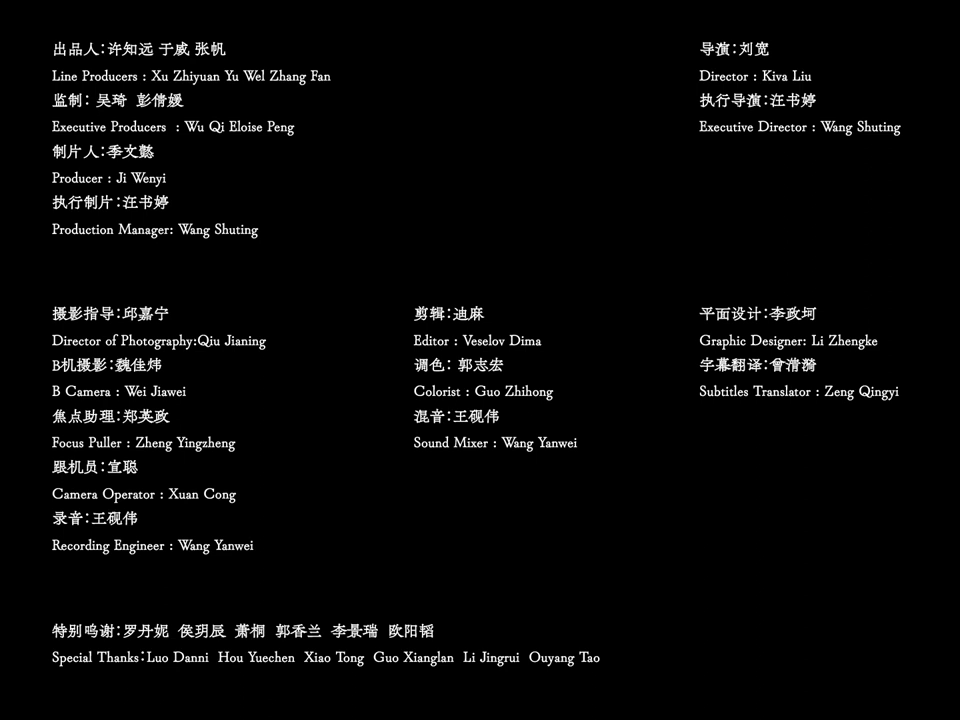 出品人:许知远 于威 张帆
Line Producers : Xu Zhiyuan Yu Wel Zhang Fan
监制: 吴琦 彭倩媛
Executive Producers : Wu Qi Eloise Peng
制片人:季文懿
Producer : Ji Wenyi
执行制片:汪书婷
Production Manager: Wang Shuting
导演:刘宽
Director : Kiva Liu
执行导演:汪书婷
Executive Director : Wang Shuting
摄影指导:邱嘉宁
Director of Photography:Qiu Jianing
B机摄影:魏佳炜
B Camera : Wei Jiawei
焦点助理:郑英政
Focus Puller : Zheng Yingzheng
跟机员:宣聪
Camera Operator : Xuan Cong
录音:王砚伟
Recording Engineer : Wang Yanwei
剪辑:迪麻
Editor : Veselov Dima
调色: 郭志宏
Colorist : Guo Zhihong
混音:王砚伟
Sound Mixer : Wang Yanwei
平面设计:李政坷
Graphic Designer: Li Zhengke
字幕翻译:曾清漪
Subtitles Translator : Zeng Qingyi
特别鸣谢:罗丹妮 侯玥辰 萧桐 郭香兰 李景瑞 欧阳韬
Special Thanks:Luo Danni Hou Yuechen Xiao Tong Guo Xianglan Li Jingrui Ouyang Tao